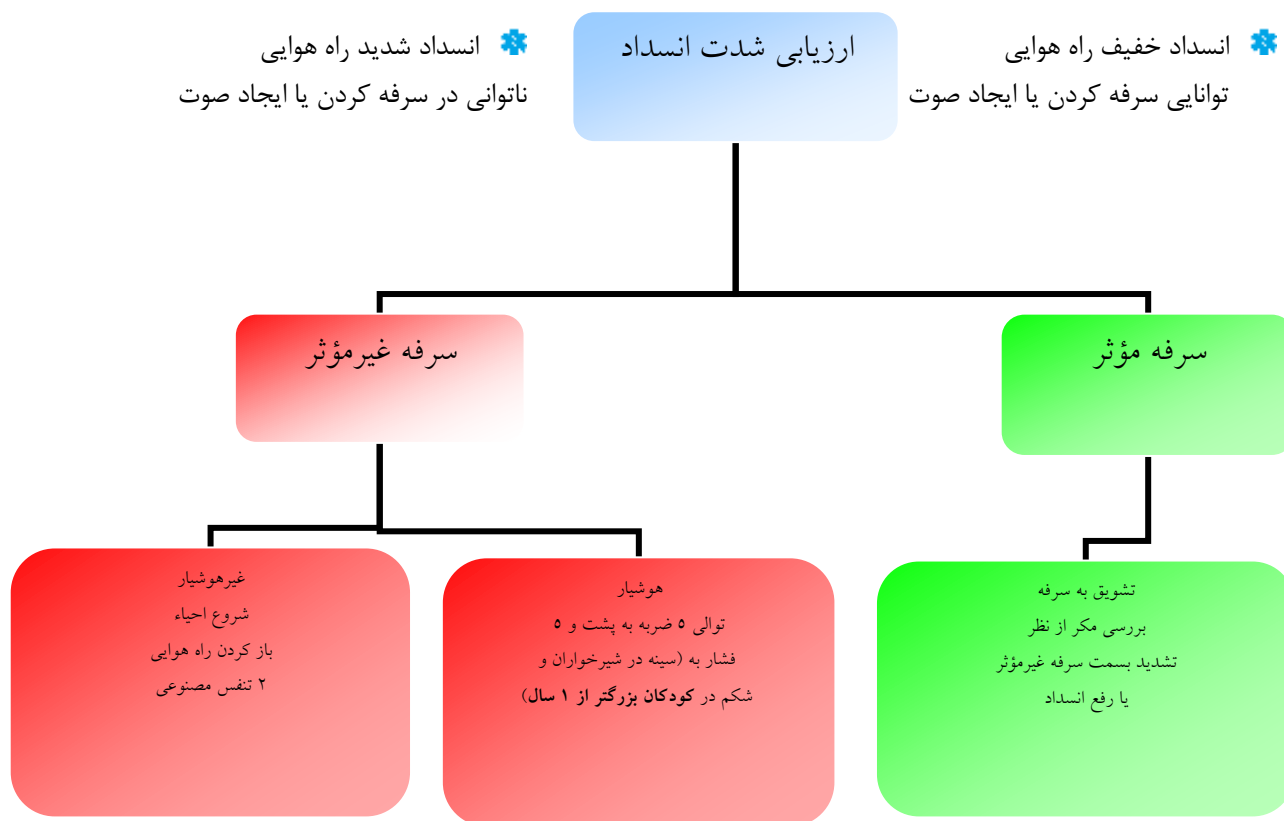 انسداد خفیف راه هوایی
توانایی سرفه کردن یا ایجاد صوت
ارزیابی شدت انسداد
انسداد شدید راه هوایی
ناتوانی در سرفه کردن یا ایجاد صوت
سرفه مؤثر
سرفه غیرمؤثر
تشویق به سرفه
بررسی مکر از نظر
تشدید بسمت سرفه غیرمؤثر
یا رفع انسداد
هوشیار
توالی ۵ ضربه به پشت و ۵
فشار به (سینه در شیرخواران و
شکم در کودکان بزرگتر از ۱ سال)
غیرهوشیار
شروع احیاء
باز کردن راه هوایی
۲ تنفس مصنوعی